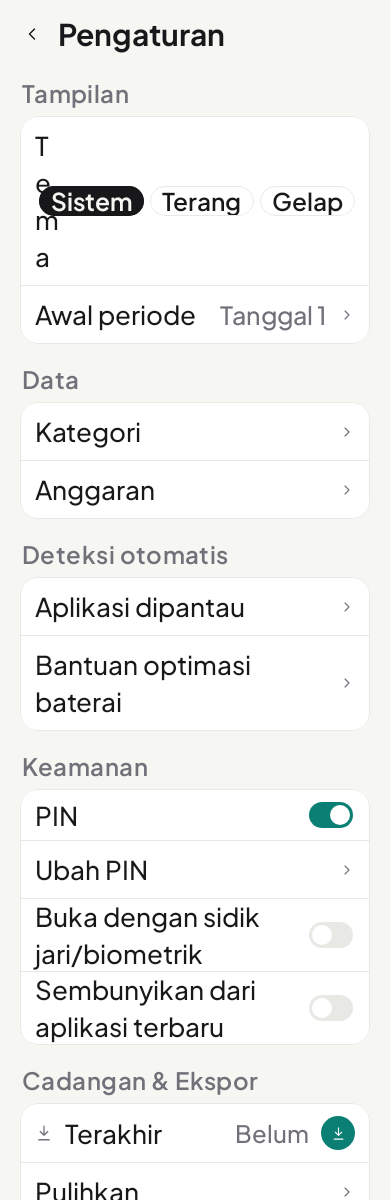 Pengaturan
Tampilan
Tema
Sistem Terang Gelap
Awal periode Tanggal 1
Data
Kategori
Anggaran
Deteksi otomatis
Aplikasi dipantau
Bantuan optimasi
baterai
Keamanan
PIN
Ubah PIN
Buka dengan sidik
jari/biometrik
Sembunyikan dari
aplikasi terbaru
Cadangan & Ekspor
Terakhir Belum
Pulihkan